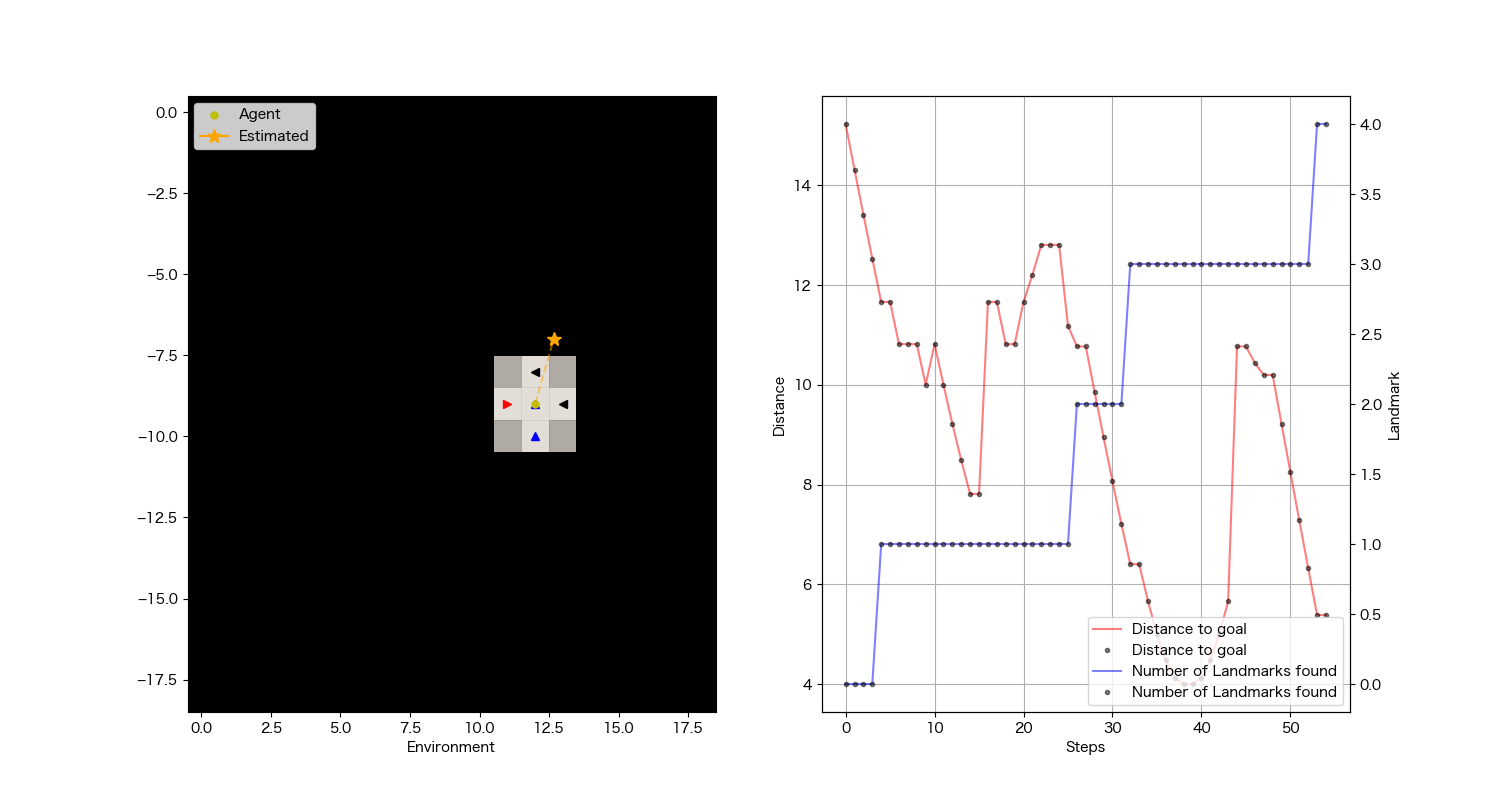 Agent
Estimated
0.0
−2.5
−5.0
−7.5
−10.0
−12.5
−15.0
−17.5
0.0 2.5 5.0 7.5 10.0 12.5 15.0 17.5
Environment
14
12
10
8
6
4
Distance
4.0
3.5
3.0
2.5
2.0
1.5
1.0
0.5
0.0
Landmark
Distance to goal
Distance to goal
Number of Landmarks found
Number of Landmarks found
0 10 20 30 40 50
Steps